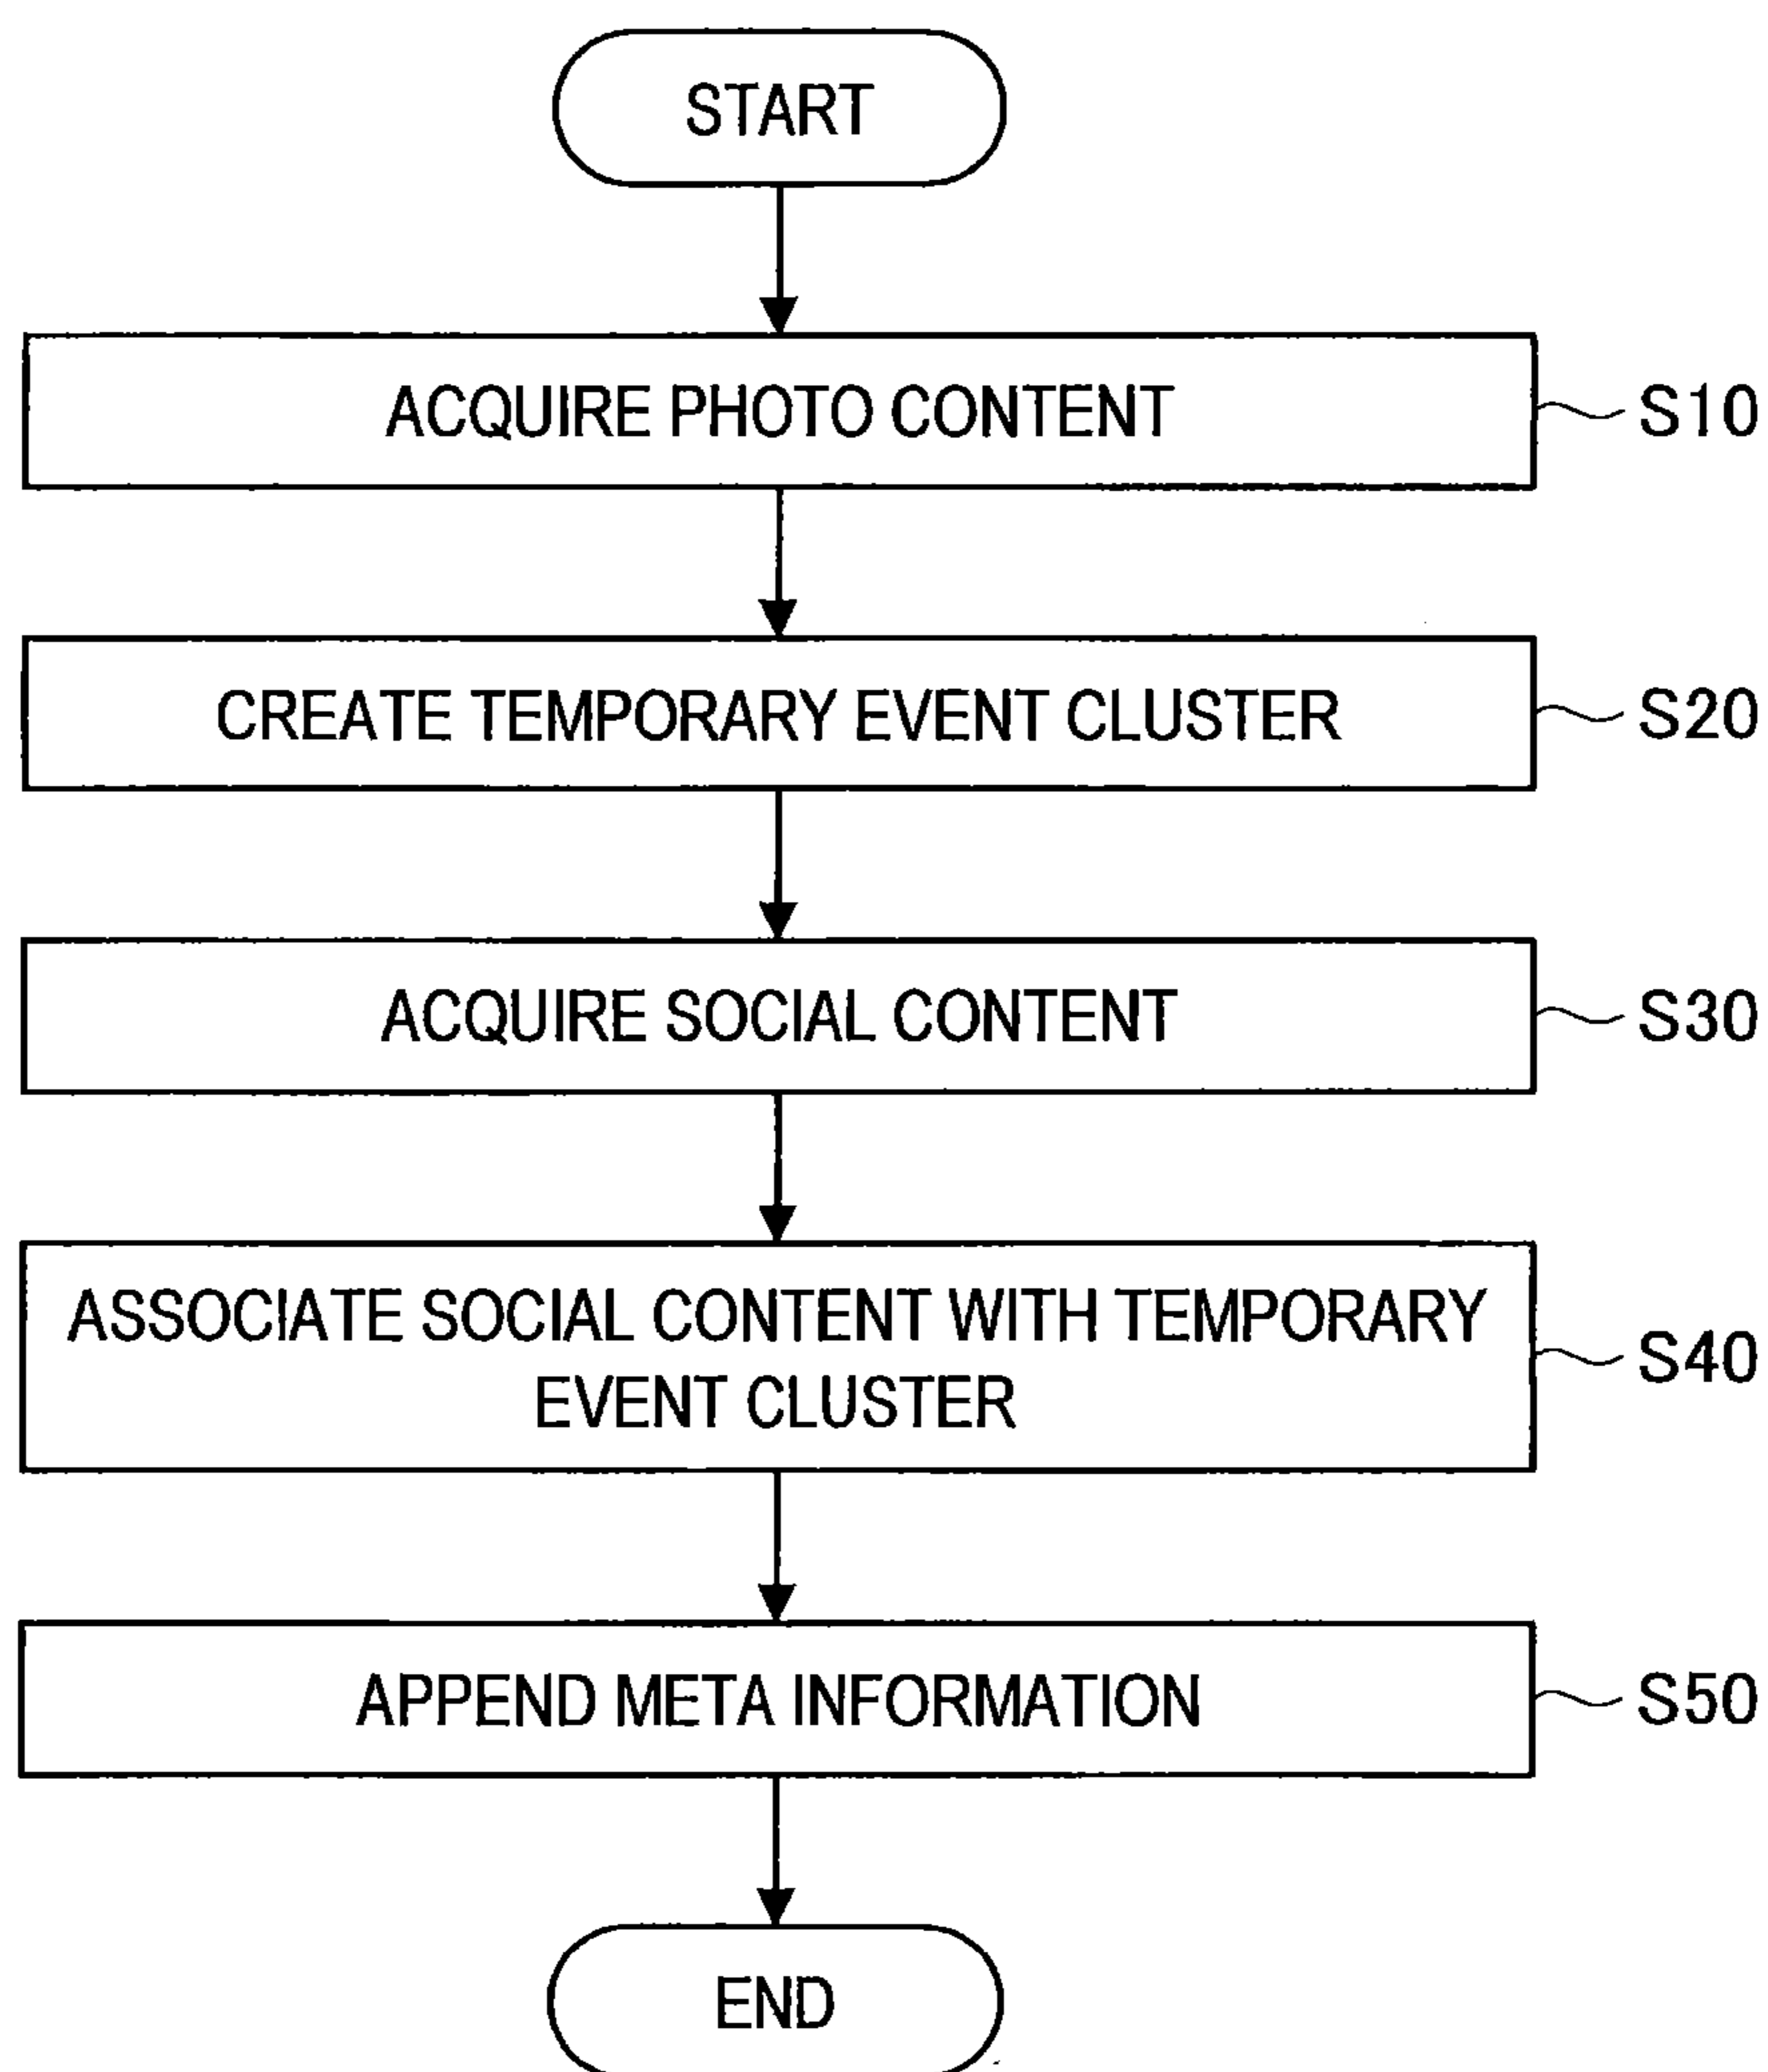 START
ACQUIRE PHOTO CONTENT
S10
CREATE TEMPORARY EVENT CLUSTER
S20
ACQUIRE SOCIAL CONTENT
S30
ASSOCIATE SOCIAL CONTENT WITH TEMPORARY
EVENT CLUSTER
S40
APPEND META INFORMATION
S50
END